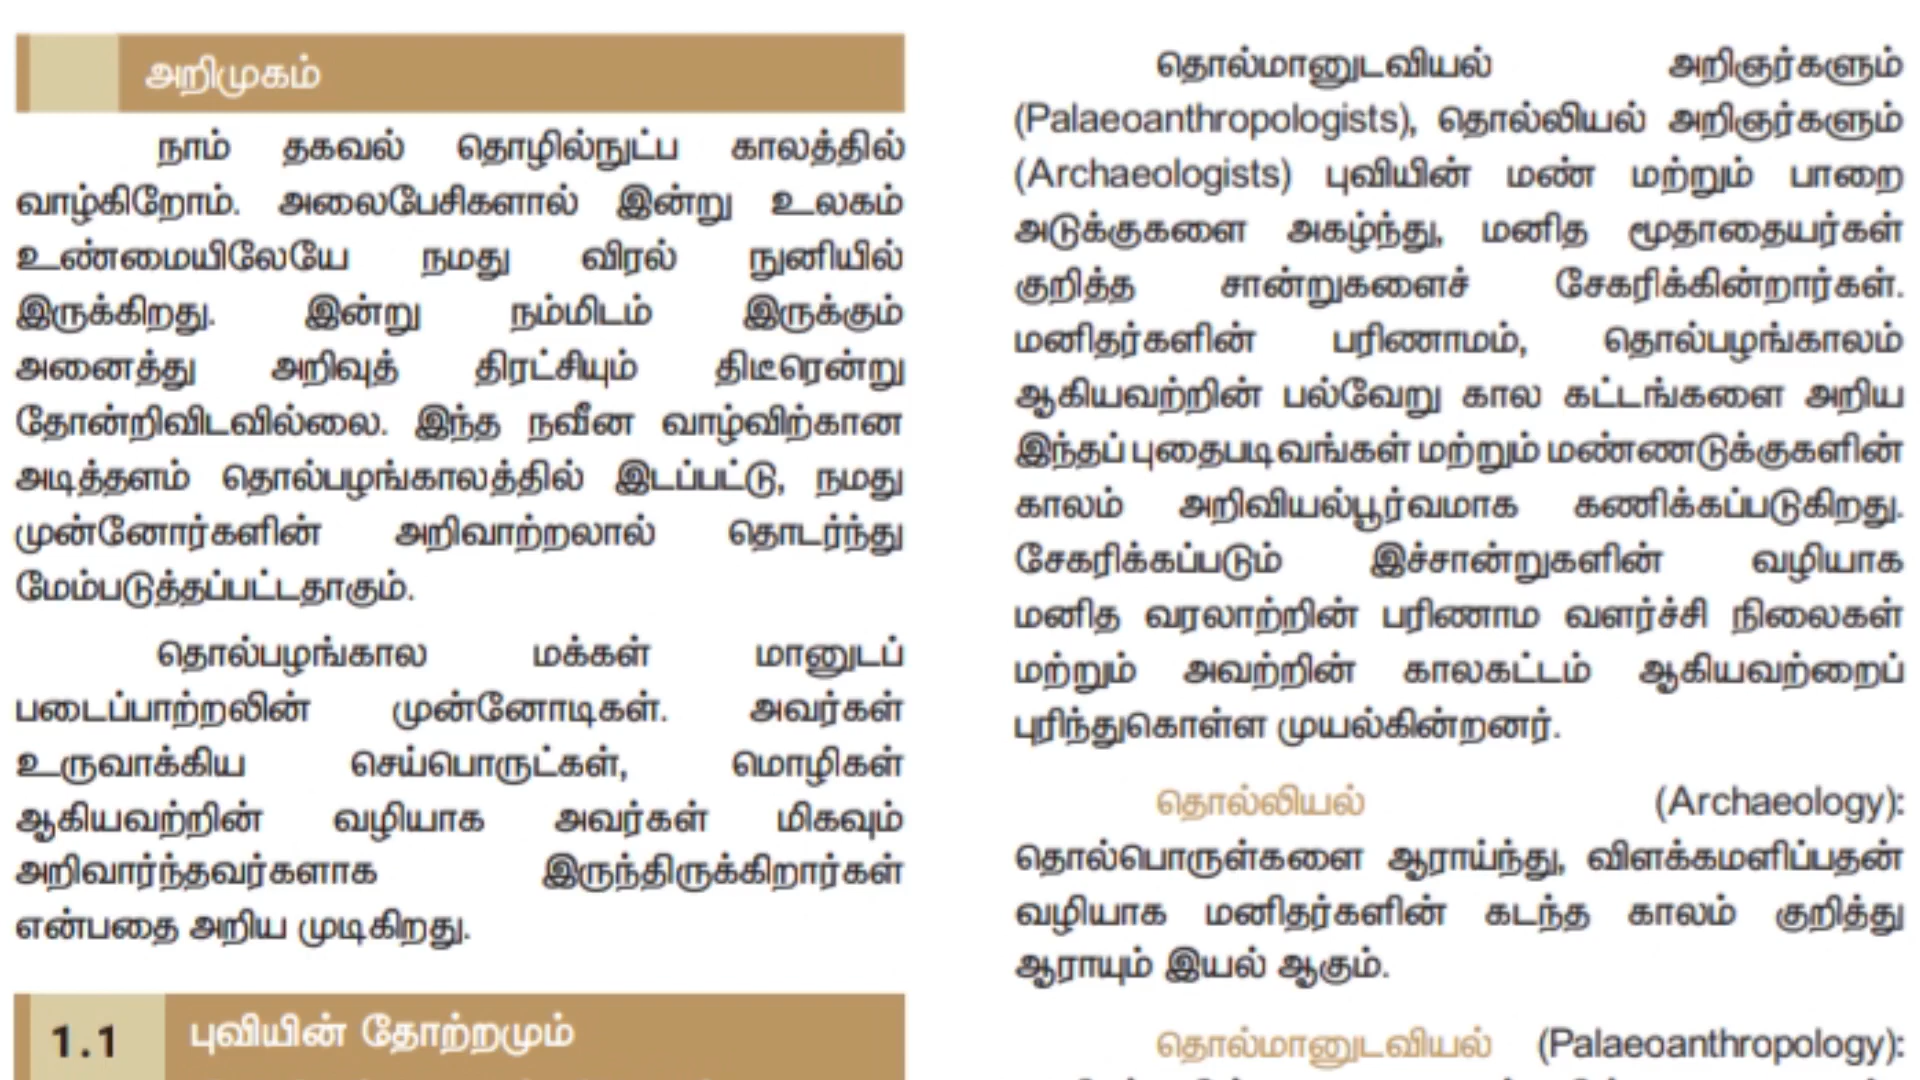 அறிமுகம்
நாம் தகவல் தொழில்நுட்ப காலத்தில்
வாழ்கிறோம். அலைபேசிகளால் இன்று உலகம்
உண்மையிலேயே நமது விரல் நுனியில்
இருக்கிறது. இன்று நம்மிடம் இருக்கும்
அனைத்து அறிவுத் திரட்சியும் திடீரென்று
தோன்றிவிடவில்லை. இந்த நவீன வாழ்விற்கான
அடித்தளம் தொல்பழங்காலத்தில் இடப்பட்டு, நமது
முன்னோர்களின் அறிவாற்றலால் தொடர்ந்து
மேம்படுத்தப்பட்டதாகும்.
தொல்பழங்கால மக்கள் மானுடப்
படைப்பாற்றலின் முன்னோடிகள். அவர்கள்
உருவாக்கிய செய்பொருட்கள், மொழிகள்
ஆகியவற்றின் வழியாக அவர்கள் மிகவும்
அறிவார்ந்தவர்களாக இருந்திருக்கிறார்கள்
என்பதை அறிய முடிகிறது.
1.1 புவியின் தோற்றமும்
தொல்மானுடவியல் அறிஞர்களும்
(Palaeoanthropologists), தொல்லியல் அறிஞர்களும்
(Archaeologists) புவியின் மண் மற்றும் பாறை
அடுக்குகளை அகழ்ந்து, மனித மூதாதையர்கள்
குறித்த சான்றுகளைச் சேகரிக்கின்றார்கள்.
மனிதர்களின் பரிணாமம், தொல்பழங்காலம்
ஆகியவற்றின் பல்வேறு கால கட்டங்களை அறிய
இந்தப் புதைபடிவங்கள் மற்றும் மண்ணடுக்குகளின்
காலம் அறிவியல்பூர்வமாக கணிக்கப்படுகிறது.
சேகரிக்கப்படும் இச்சான்றுகளின் வழியாக
மனித வரலாற்றின் பரிணாம வளர்ச்சி நிலைகள்
மற்றும் அவற்றின் காலகட்டம் ஆகியவற்றைப்
புரிந்துகொள்ள முயல்கின்றனர்.
தொல்லியல் (Archaeology):
தொல்பொருள்களை ஆராய்ந்து, விளக்கமளிப்பதன்
வழியாக மனிதர்களின் கடந்த காலம் குறித்து
ஆராயும் இயல் ஆகும்.
தொல்மானுடவியல் (Palaeoanthropology):